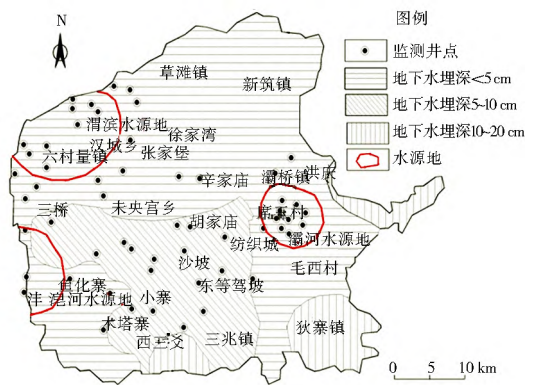 N
图例
监测井点
地下水埋深<5 cm
地下水埋深5~10 cm
地下水埋深10~20 cm
水源地
草滩镇
新筑镇
渭滨水源地
徐家湾
汉城乡
张家堡
六村堡镇
辛家庙
灞桥镇
洪庆
三桥
未央宫乡
胡家庙
席王村
纺织城
灞河水源地
沙坡
毛西村
鱼化寨
沣
皂河水源地
小寨
东等驾坡
木塔寨
西三爻
三兆镇
狄寨镇
0 5 10 km